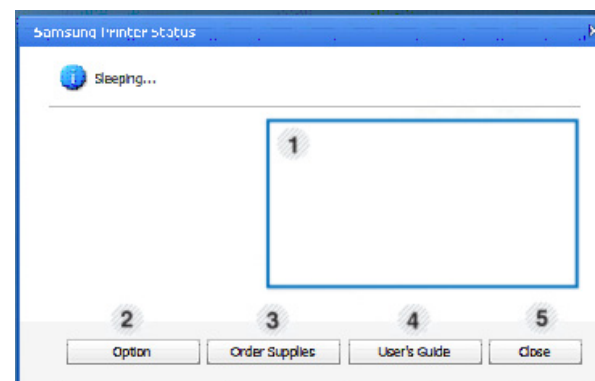 Samsung Printer Status
Sleeping...
1
2 3 4 5
Option Order Supplies User's Guide Close